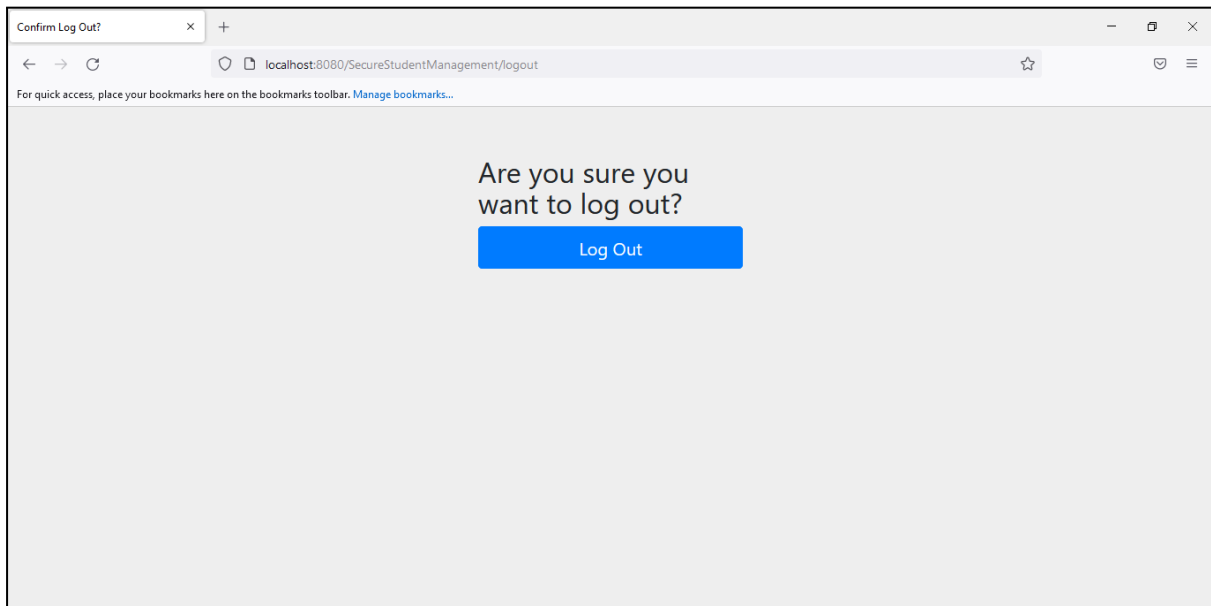 Confirm Log Out?
localhost:8080/SecureStudentManagement/logout
For quick access, place your bookmarks here on the bookmarks toolbar. Manage bookmarks...
Are you sure you
want to log out?
Log Out